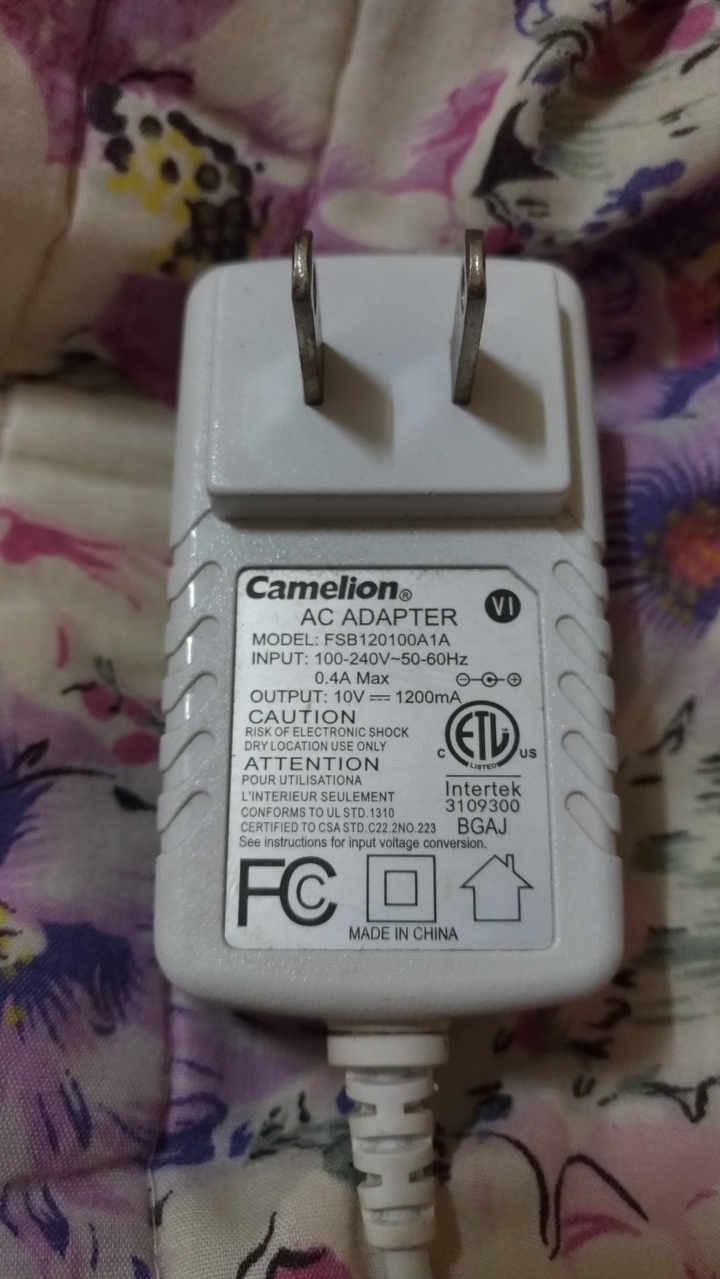 Camelion®
VI
AC ADAPTER
MODEL: FSB120100A1A
INPUT: 100-240V~50-60Hz
0.4A Max
OUTPUT: 10V ⎓ 1200mA
CAUTION
RISK OF ELECTRONIC SHOCK
DRY LOCATION USE ONLY
ATTENTION
POUR UTILISATIONA
L'INTERIEUR SEULEMENT
CONFORMS TO UL STD.1310
CERTIFIED TO CSA STD.C22.2NO.223
C ETL US
LISTED
Intertek
3109300
BGAJ
See instructions for input voltage conversion.
FC
MADE IN CHINA